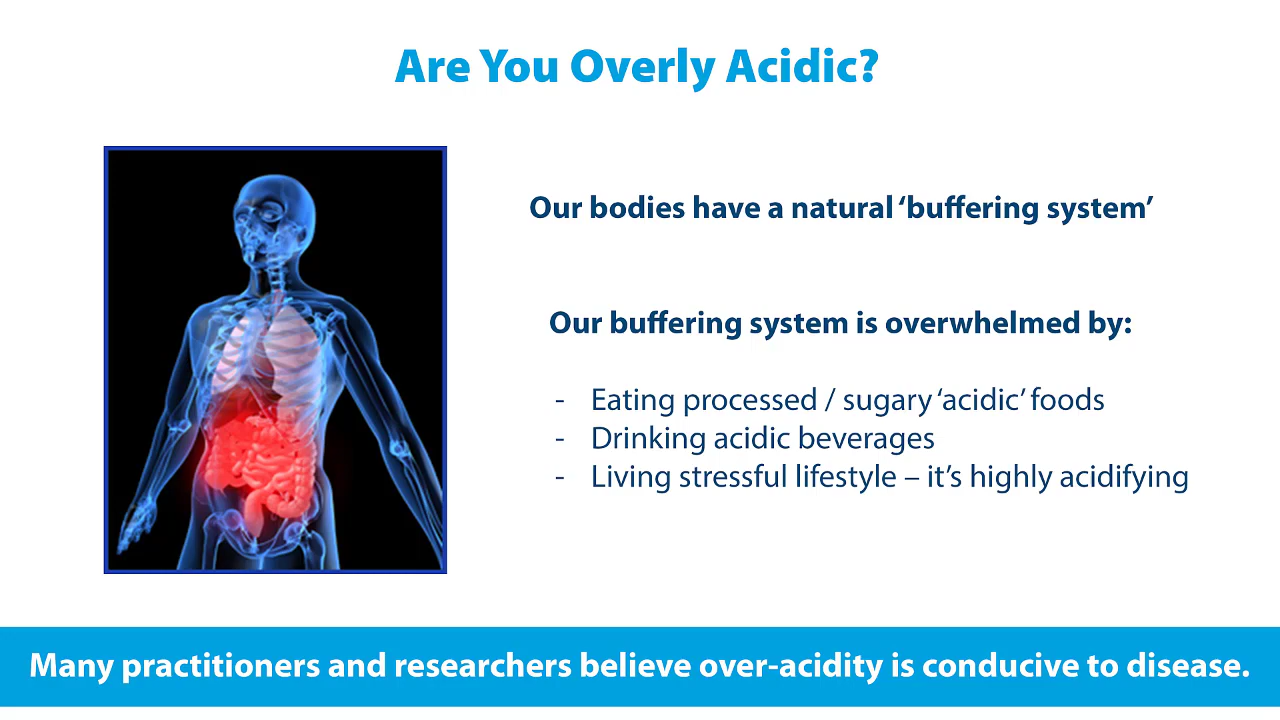 Are You Overly Acidic?
Our bodies have a natural ‘buffering system’
Our buffering system is overwhelmed by:
- Eating processed / sugary ‘acidic’ foods
- Drinking acidic beverages
- Living stressful lifestyle – it’s highly acidifying
Many practitioners and researchers believe over-acidity is conducive to disease.